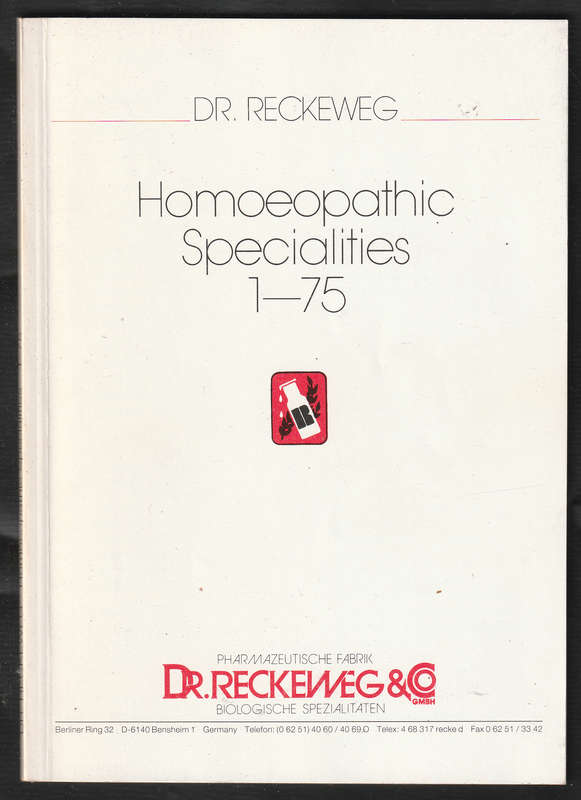 DR. RECKEWEG
Homoeopathic
Specialities
1—75
R
PHARMAZEUTISCHE FABRIK
DR. RECKEWEG & CO
GMBH
BIOLOGISCHE SPEZIALITÄTEN
Berliner Ring 32 D-6140 Bensheim 1 Germany Telefon: (0 62 51) 40 60 / 40 69 0 Telex: 4 68 317 recke d Fax 0 62 51 / 33 42